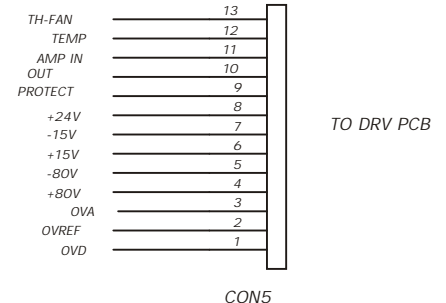 TH-FAN 13
TEMP 12
AMP IN 11
OUT 10
PROTECT 9
+24V 8
-15V 7
+15V 6
-80V 5
+80V 4
OVA 3
OVREF 2
OVD 1
TO DRV PCB
CON5